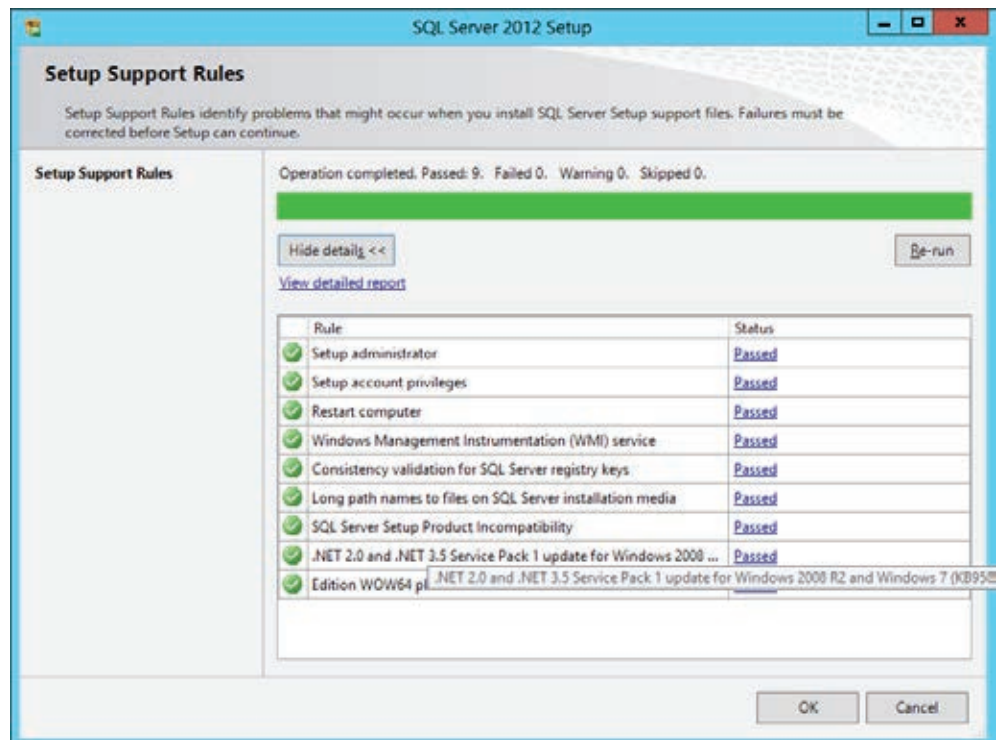 SQL Server 2012 Setup
Setup Support Rules
Setup Support Rules identify problems that might occur when you install SQL Server Setup support files. Failures must be
corrected before Setup can continue.
Setup Support Rules
Operation completed. Passed: 9. Failed 0. Warning 0. Skipped 0.
Hide details <<
Re-run
View detailed report
Rule Status
Setup administrator Passed
Setup account privileges Passed
Restart computer Passed
Windows Management Instrumentation (WMI) service Passed
Consistency validation for SQL Server registry keys Passed
Long path names to files on SQL Server installation media Passed
SQL Server Setup Product Incompatibility Passed
.NET 2.0 and .NET 3.5 Service Pack 1 update for Windows 2008 ... Passed
.NET 2.0 and .NET 3.5 Service Pack 1 update for Windows 2008 R2 and Windows 7
Edition WOW64
OK Cancel